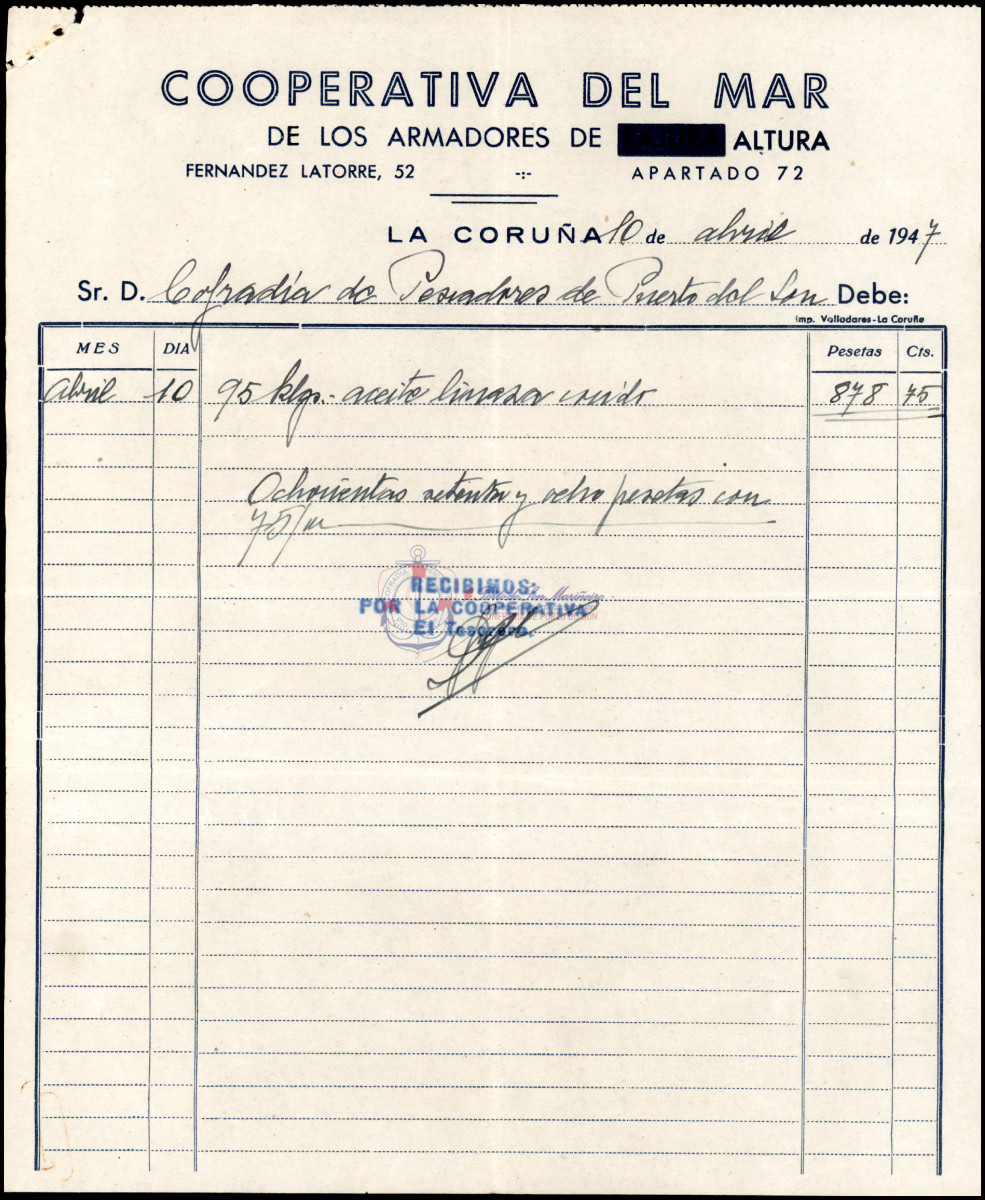 COOPERATIVA DEL MAR
DE LOS ARMADORES DE ALTURA
FERNANDEZ LATORRE, 52 -:- APARTADO 72
LA CORUÑA 10 de abril de 1947
Sr. D. Cofradía de Pescadores de Puerto del Son Debe:
Imp. Valladares-La Coruña
MES DIA Pesetas Cts.
abril 10 95 klgs.- aceite linaza cocido 878 75
Ochocientas setenta y ocho pesetas con
75/
RECIBIMOS:
POR LA COOPERATIVA
El Tesorero.